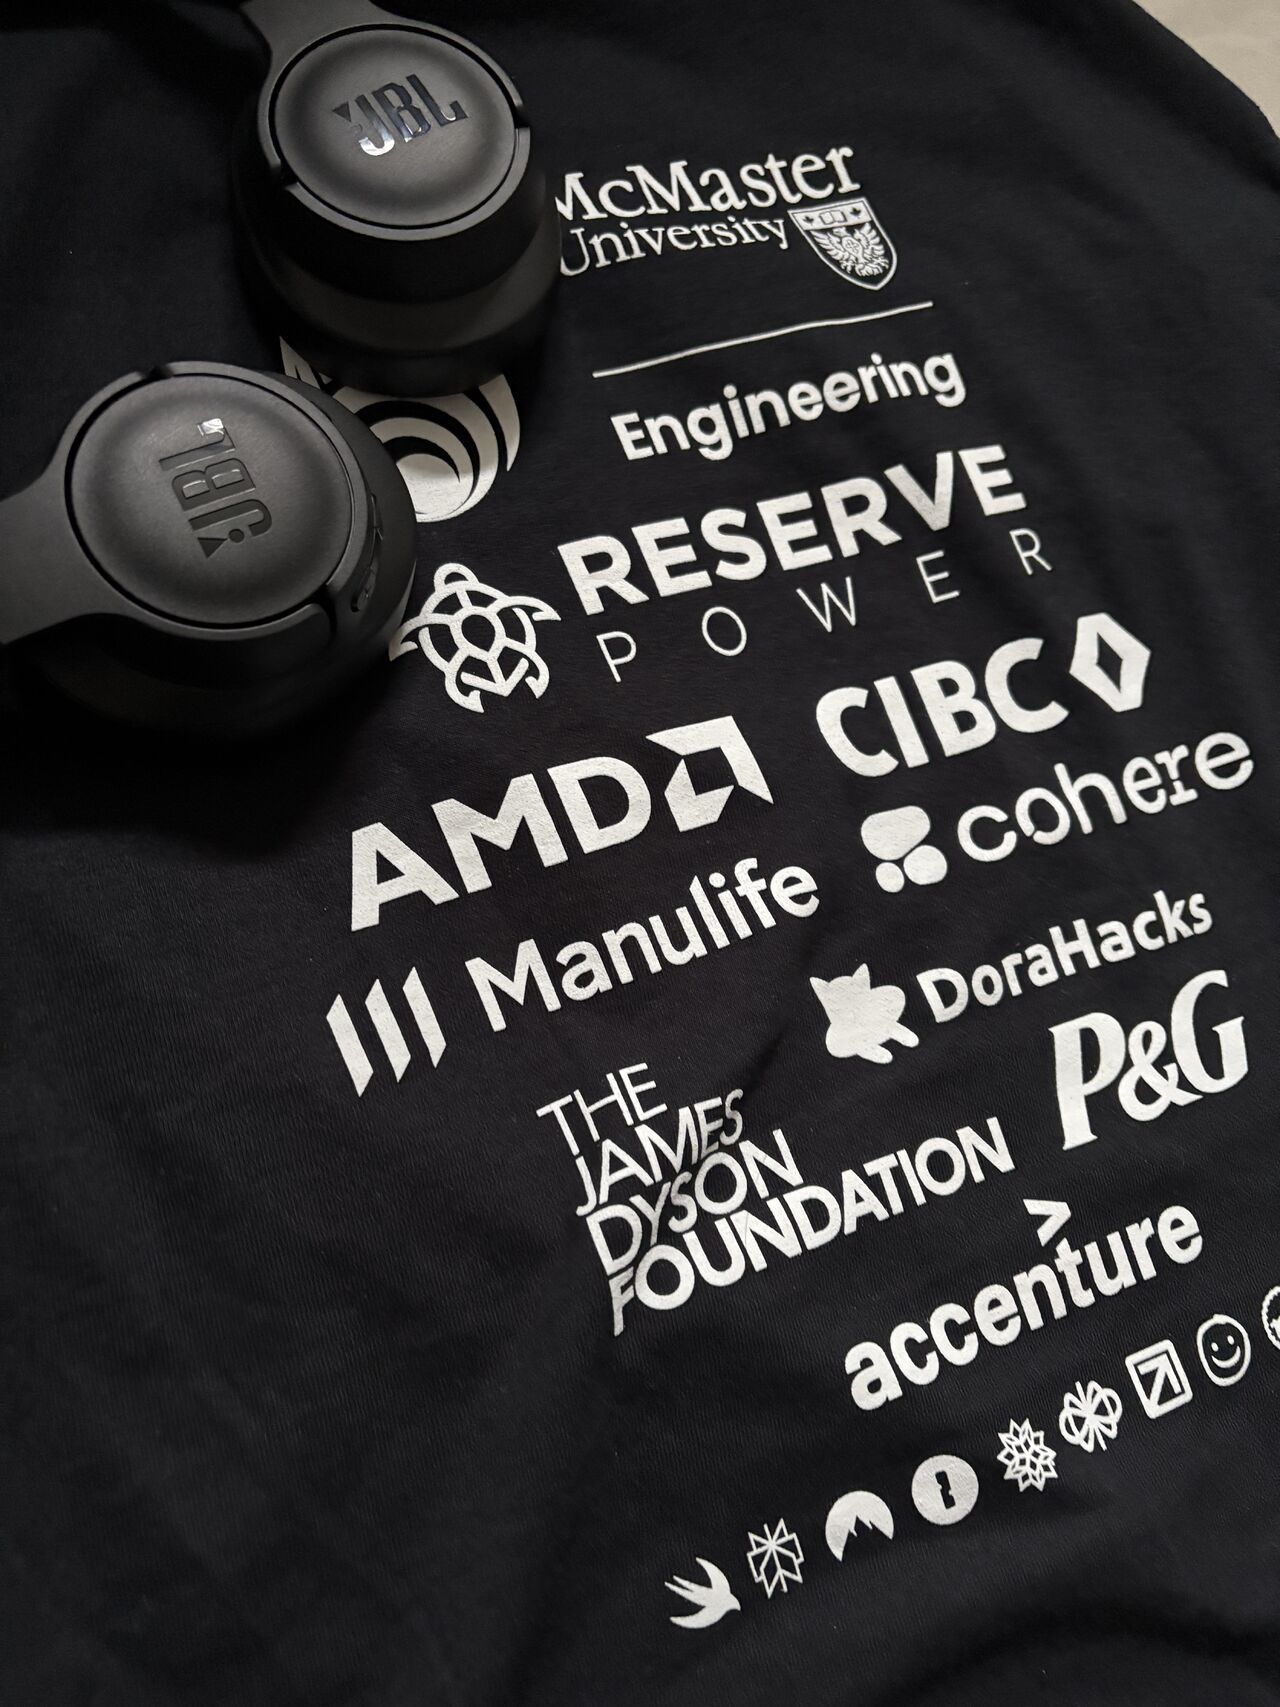 JBL
McMaster
University
Engineering
JBL
RESERVE
POWER
CIBC
AMD
cohere
Manulife
DoraHacks
P&G
THE
JAMES
DYSON
FOUNDATION
accenture